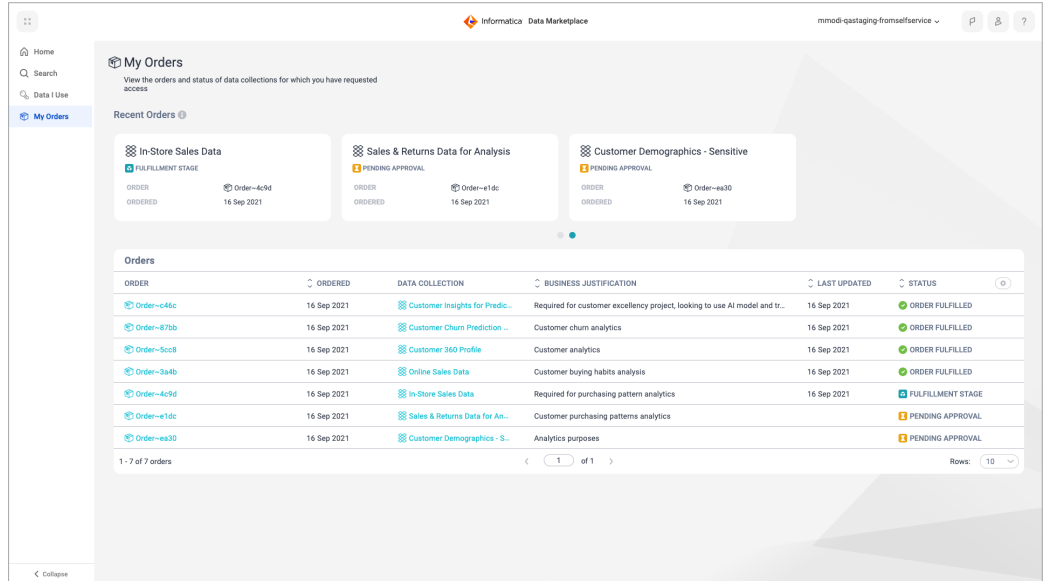 Informatica Data Marketplace
mmodi-qastaging-fromselfservice
?
Home
Search
Data I Use
My Orders
My Orders
View the orders and status of data collections for which you have requested
access
Recent Orders
In-Store Sales Data
FULFILLMENT STAGE
ORDER Order~4c9d
ORDERED 16 Sep 2021
Sales & Returns Data for Analysis
PENDING APPROVAL
ORDER Order~e1dc
ORDERED 16 Sep 2021
Customer Demographics - Sensitive
PENDING APPROVAL
ORDER Order~ea30
ORDERED 16 Sep 2021
Orders
ORDER ORDERED DATA COLLECTION BUSINESS JUSTIFICATION LAST UPDATED STATUS
Order~c46c 16 Sep 2021 Customer Insights for Predic... Required for customer excellency project, looking to use AI model and tr... 16 Sep 2021 ORDER FULFILLED
Order~87bb 16 Sep 2021 Customer Churn Prediction ... Customer churn analytics 16 Sep 2021 ORDER FULFILLED
Order~5cc8 16 Sep 2021 Customer 360 Profile Customer analytics 16 Sep 2021 ORDER FULFILLED
Order~3a4b 16 Sep 2021 Online Sales Data Customer buying habits analysis 16 Sep 2021 ORDER FULFILLED
Order~4c9d 16 Sep 2021 In-Store Sales Data Required for purchasing pattern analytics 16 Sep 2021 FULFILLMENT STAGE
Order~e1dc 16 Sep 2021 Sales & Returns Data for An... Customer purchasing patterns analytics PENDING APPROVAL
Order~ea30 16 Sep 2021 Customer Demographics - S... Analytics purposes PENDING APPROVAL
1 - 7 of 7 orders 1 of 1 Rows: 10
Collapse